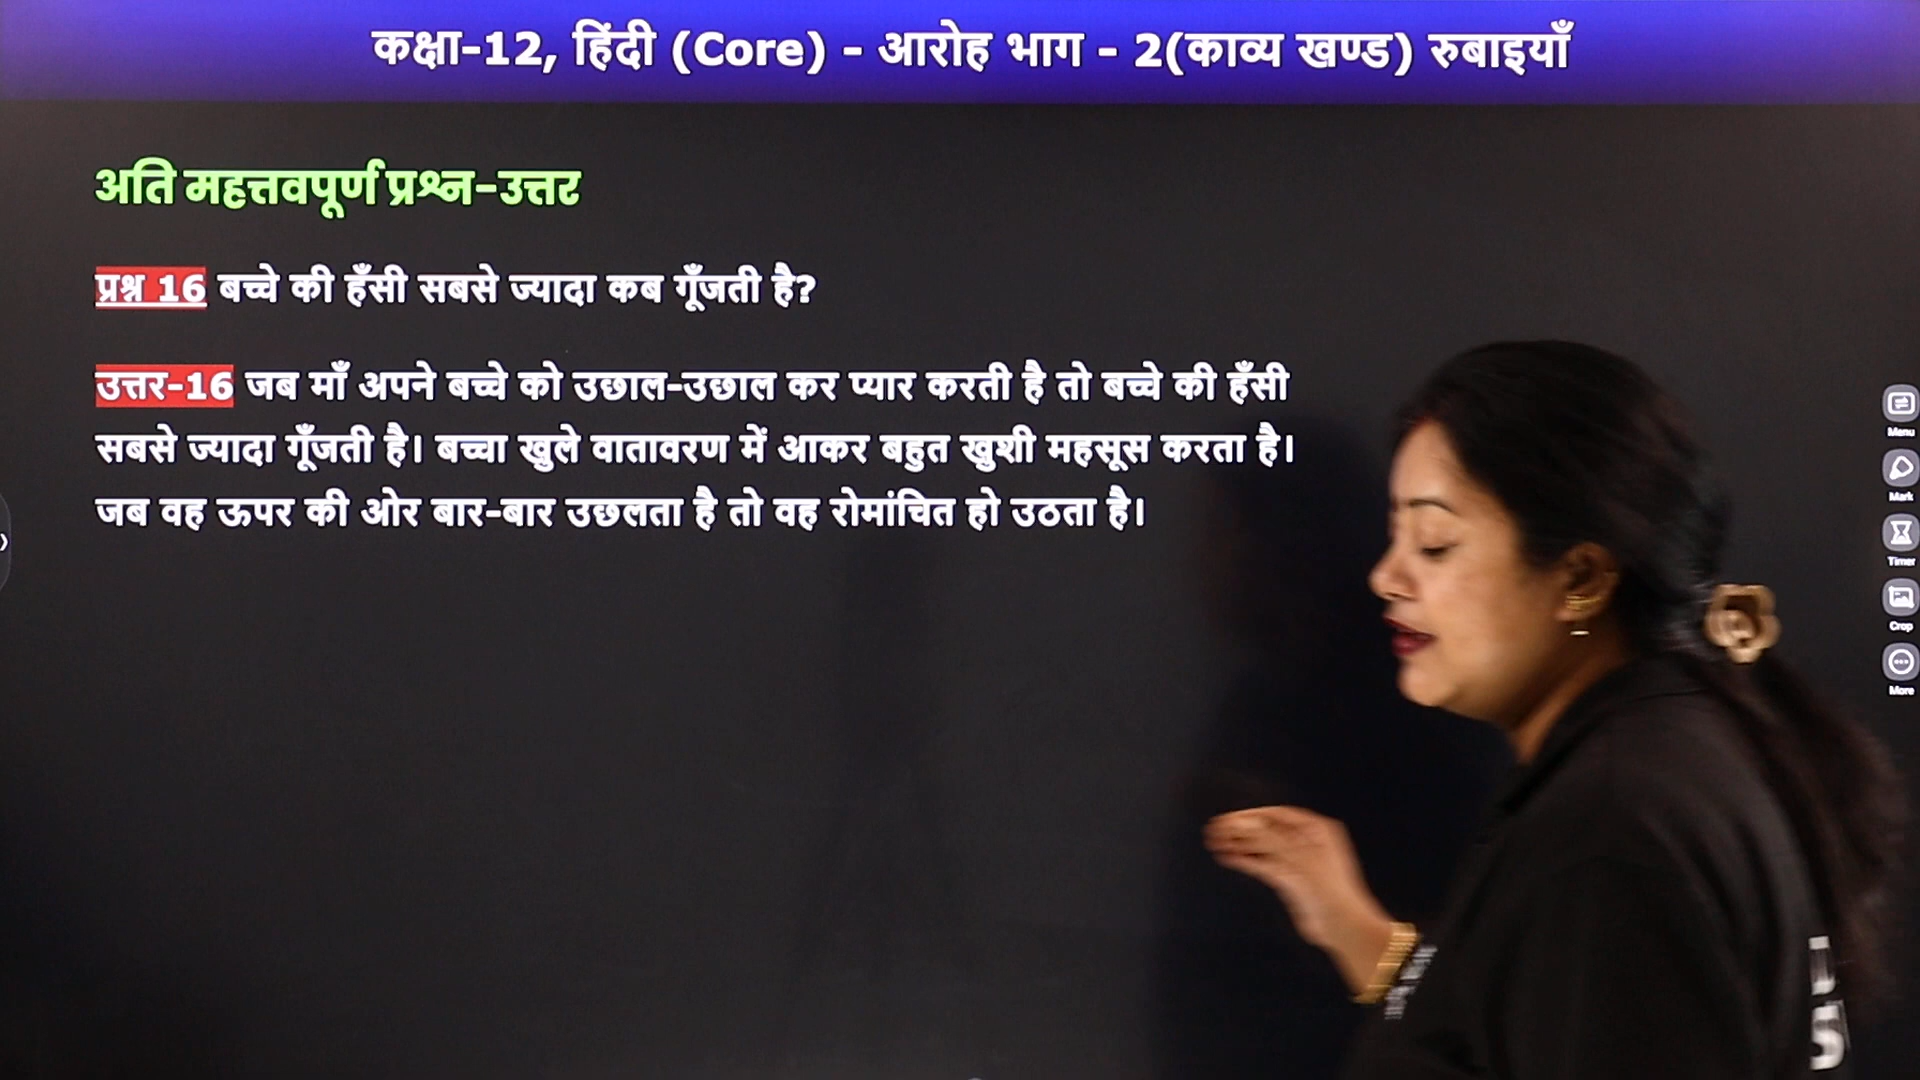 कक्षा-12, हिंदी (Core) - आरोह भाग - 2(काव्य खण्ड) रुबाइयाँ
अति महत्तवपूर्ण प्रश्न-उत्तर
प्रश्न 16 बच्चे की हँसी सबसे ज्यादा कब गूँजती है?
उत्तर-16 जब माँ अपने बच्चे को उछाल-उछाल कर प्यार करती है तो बच्चे की हँसी
सबसे ज्यादा गूँजती है। बच्चा खुले वातावरण में आकर बहुत खुशी महसूस करता है।
जब वह ऊपर की ओर बार-बार उछलता है तो वह रोमांचित हो उठता है।
Menu
Mark
Timer
Crop
More